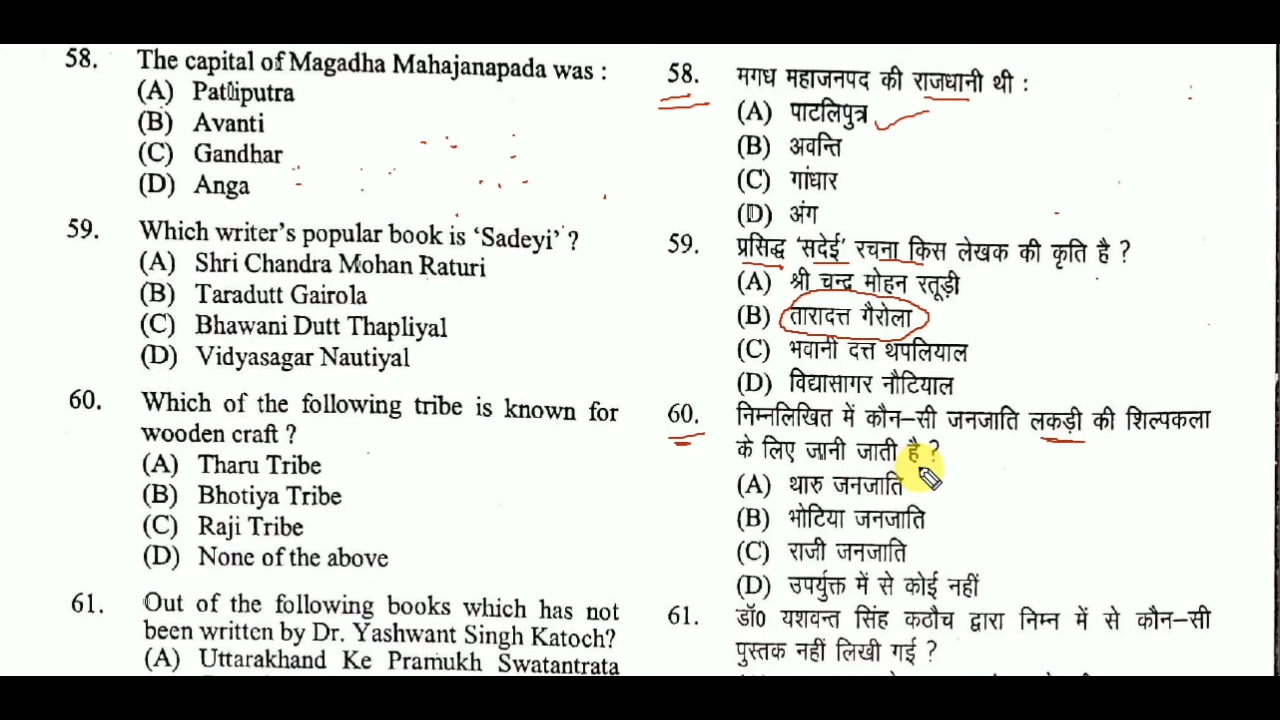 58. The capital of Magadha Mahajanapada was :
(A) Patliputra
(B) Avanti
(C) Gandhar
(D) Anga
59. Which writer's popular book is 'Sadeyi' ?
(A) Shri Chandra Mohan Raturi
(B) Taradutt Gairola
(C) Bhawani Dutt Thapliyal
(D) Vidyasagar Nautiyal
60. Which of the following tribe is known for
wooden craft ?
(A) Tharu Tribe
(B) Bhotiya Tribe
(C) Raji Tribe
(D) None of the above
61. Out of the following books which has not
been written by Dr. Yashwant Singh Katoch?
(A) Uttarakhand Ke Pramukh Swatantrata
58. मगध महाजनपद की राजधानी थी :
(A) पाटलिपुत्र
(B) अवन्ति
(C) गांधार
(D) अंग
59. प्रसिद्ध 'सदेई' रचना किस लेखक की कृति है ?
(A) श्री चन्द्र मोहन रतूड़ी
(B) तारादत्त गैरोला
(C) भवानी दत्त थपलियाल
(D) विद्यासागर नौटियाल
60. निम्नलिखित में कौन-सी जनजाति लकड़ी की शिल्पकला
के लिए जानी जाती है ?
(A) थारु जनजाति
(B) भोटिया जनजाति
(C) राजी जनजाति
(D) उपर्युक्त में से कोई नहीं
61. डॉ0 यशवन्त सिंह कठौच द्वारा निम्न में से कौन-सी
पुस्तक नहीं लिखी गई ?